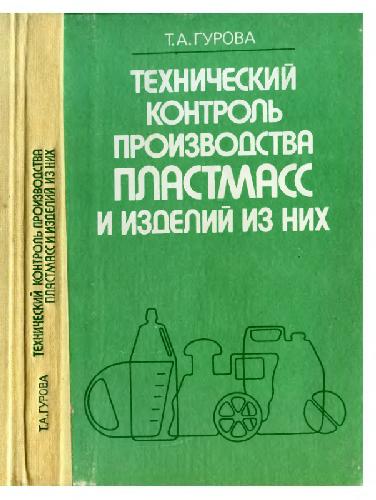 Т.А.ГУРОВА
ТЕХНИЧЕСКИЙ
КОНТРОЛЬ
ПРОИЗВОДСТВА
ПЛАСТМАСС
И ИЗДЕЛИЙ ИЗ НИХ
Т.А.ГУРОВА ТЕХНИЧЕСКИЙ КОНТРОЛЬ ПРОИЗВОДСТВА
ПЛАСТМАСС И ИЗДЕЛИЙ ИЗ НИХ